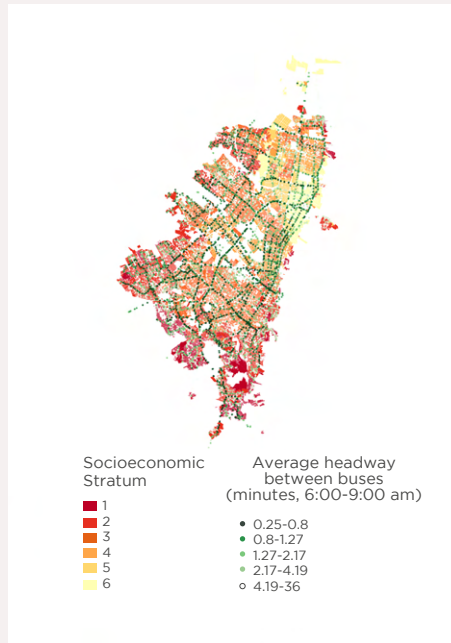 Socioeconomic
Stratum
1
2
3
4
5
6
Average headway
between buses
(minutes, 6:00-9:00 am)
0.25-0.8
0.8-1.27
1.27-2.17
2.17-4.19
4.19-36